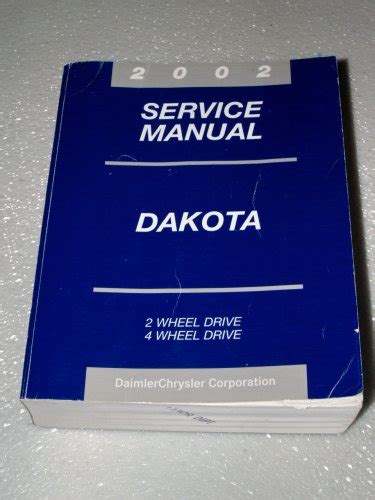 2002
SERVICE
MANUAL
DAKOTA
2 WHEEL DRIVE
4 WHEEL DRIVE
DaimlerChrysler Corporation